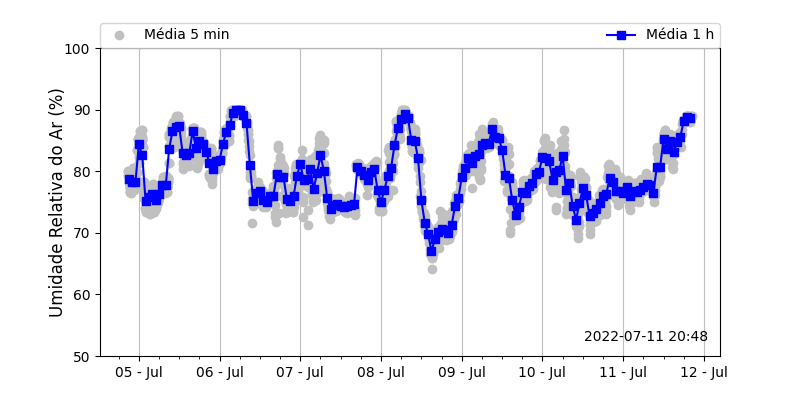 Média 5 min
Média 1 h
100
90
80
70
60
50
Umidade Relativa do Ar (%)
2022-07-11 20:48
05 - Jul
06 - Jul
07 - Jul
08 - Jul
09 - Jul
10 - Jul
11 - Jul
12 - Jul